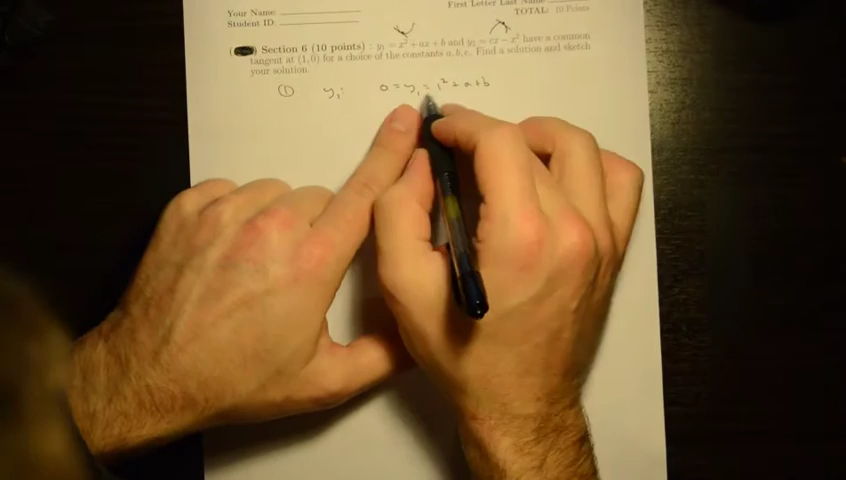 Your Name:
First Letter Last Name
Student ID:
TOTAL: 10 Points
Section 6 (10 points) : y₁ = x² + ax + b and y₂ = cx − x² have a common
tangent at (1, 0) for a choice of the constants a, b, c. Find a solution and sketch
your solution.
① y₁: 0 = y₁ = 1² + a + b